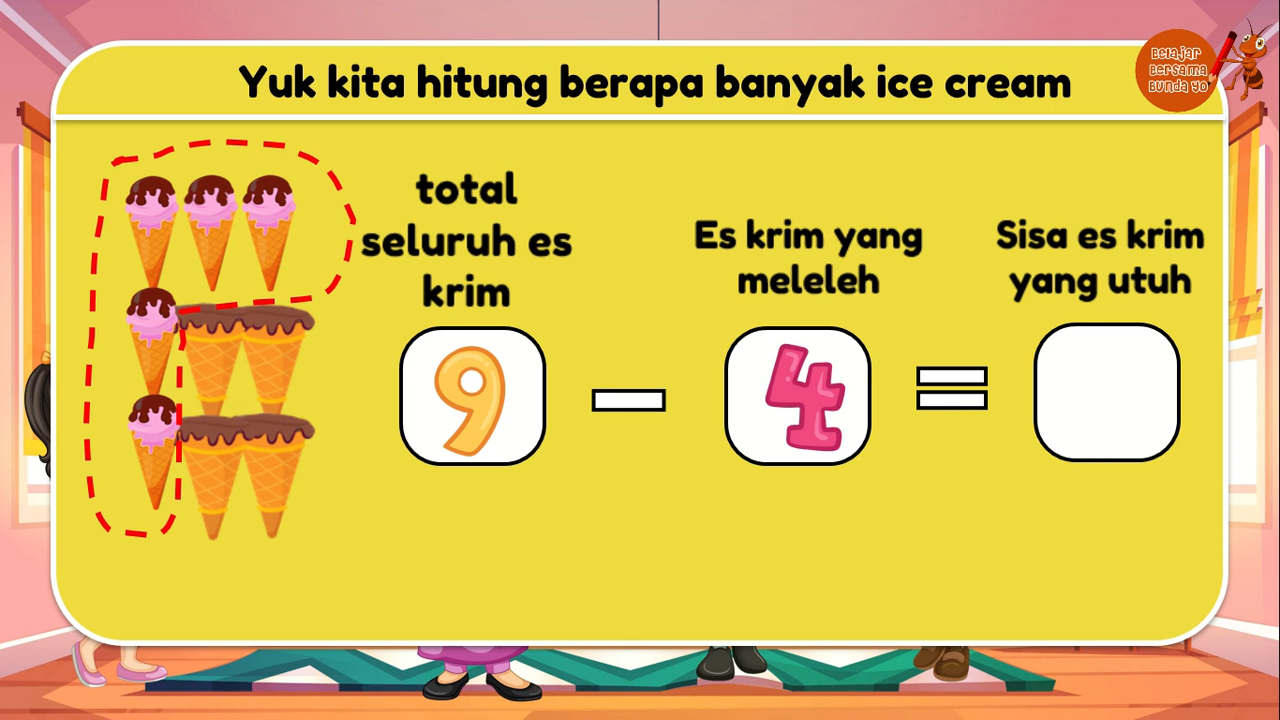 Yuk kita hitung berapa banyak ice cream
Belajar
Bersama
Bunda Yo
total
seluruh es
krim
Es krim yang
meleleh
Sisa es krim
yang utuh
9 - 4 =